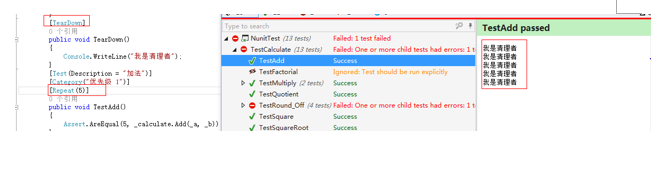 [TearDown]
0 个引用
public void TearDown()
{
Console.WriteLine("我是清理者");
}
[Test(Description = "加法")]
[Category("优先级 1")]
[Repeat(5)]
0 个引用
public void TestAdd()
{
Assert.AreEqual(5, _calculate.Add(_a, _b))
Type to search
NunitTest (13 tests) Failed: 1 test failed
TestCalculate (13 tests) Failed: One or more child tests had errors: 1 t
TestAdd Success
TestFactorial Ignored: Test should be run explicitly
TestMultiply (2 tests) Success
TestQuotient Success
TestRound_Off (4 tests) Failed: One or more child tests had errors: 1 t
TestSquare Success
TestSquareRoot Success
TestAdd passed
我是清理者
我是清理者
我是清理者
我是清理者
我是清理者